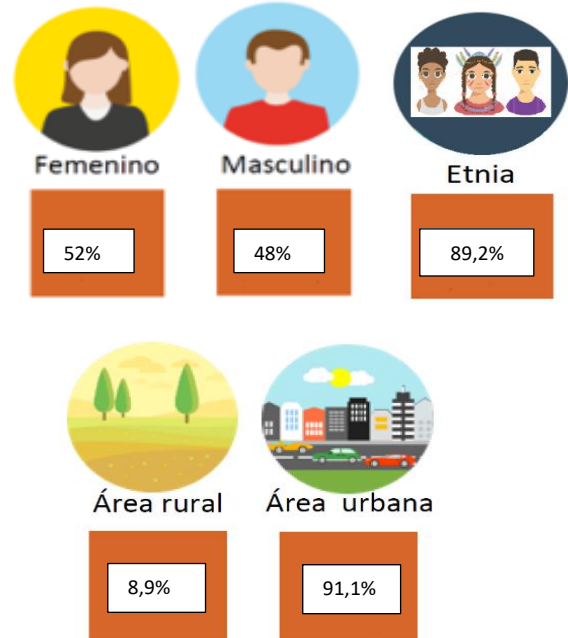 Femenino
Masculino
Etnia
52%
48%
89,2%
Área rural
Área urbana
8,9%
91,1%